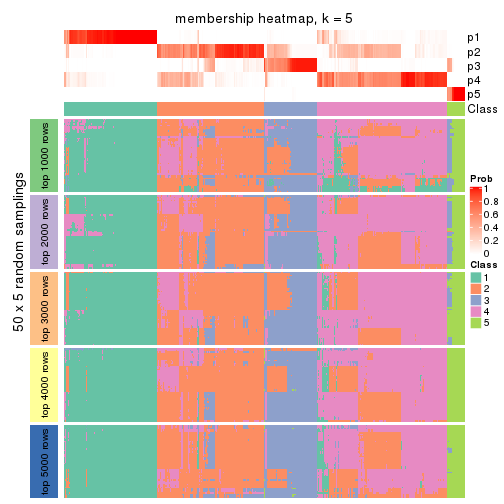 membership heatmap, k = 5
p1
p2
p3
p4
p5
Class
50 x 5 random samplings
top 1000 rows
top 2000 rows
top 3000 rows
top 4000 rows
top 5000 rows
Prob
1
0.8
0.6
0.4
0.2
0
Class
1
2
3
4
5